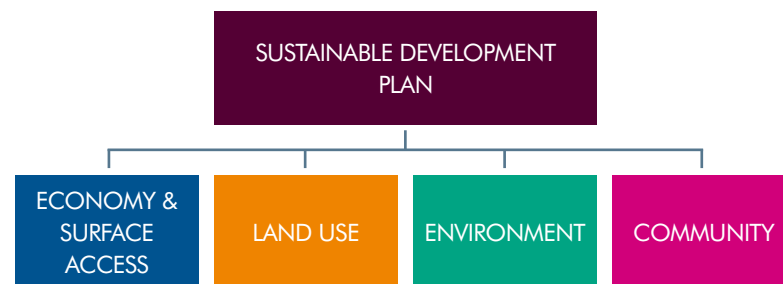 SUSTAINABLE DEVELOPMENT
PLAN
ECONOMY &
SURFACE
ACCESS
LAND USE
ENVIRONMENT
COMMUNITY